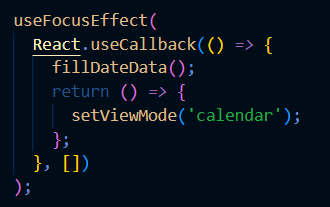 useFocusEffect(
  React.useCallback(() => {
    fillDateData();
    return () => {
      setViewMode('calendar');
    };
  }, [])
);